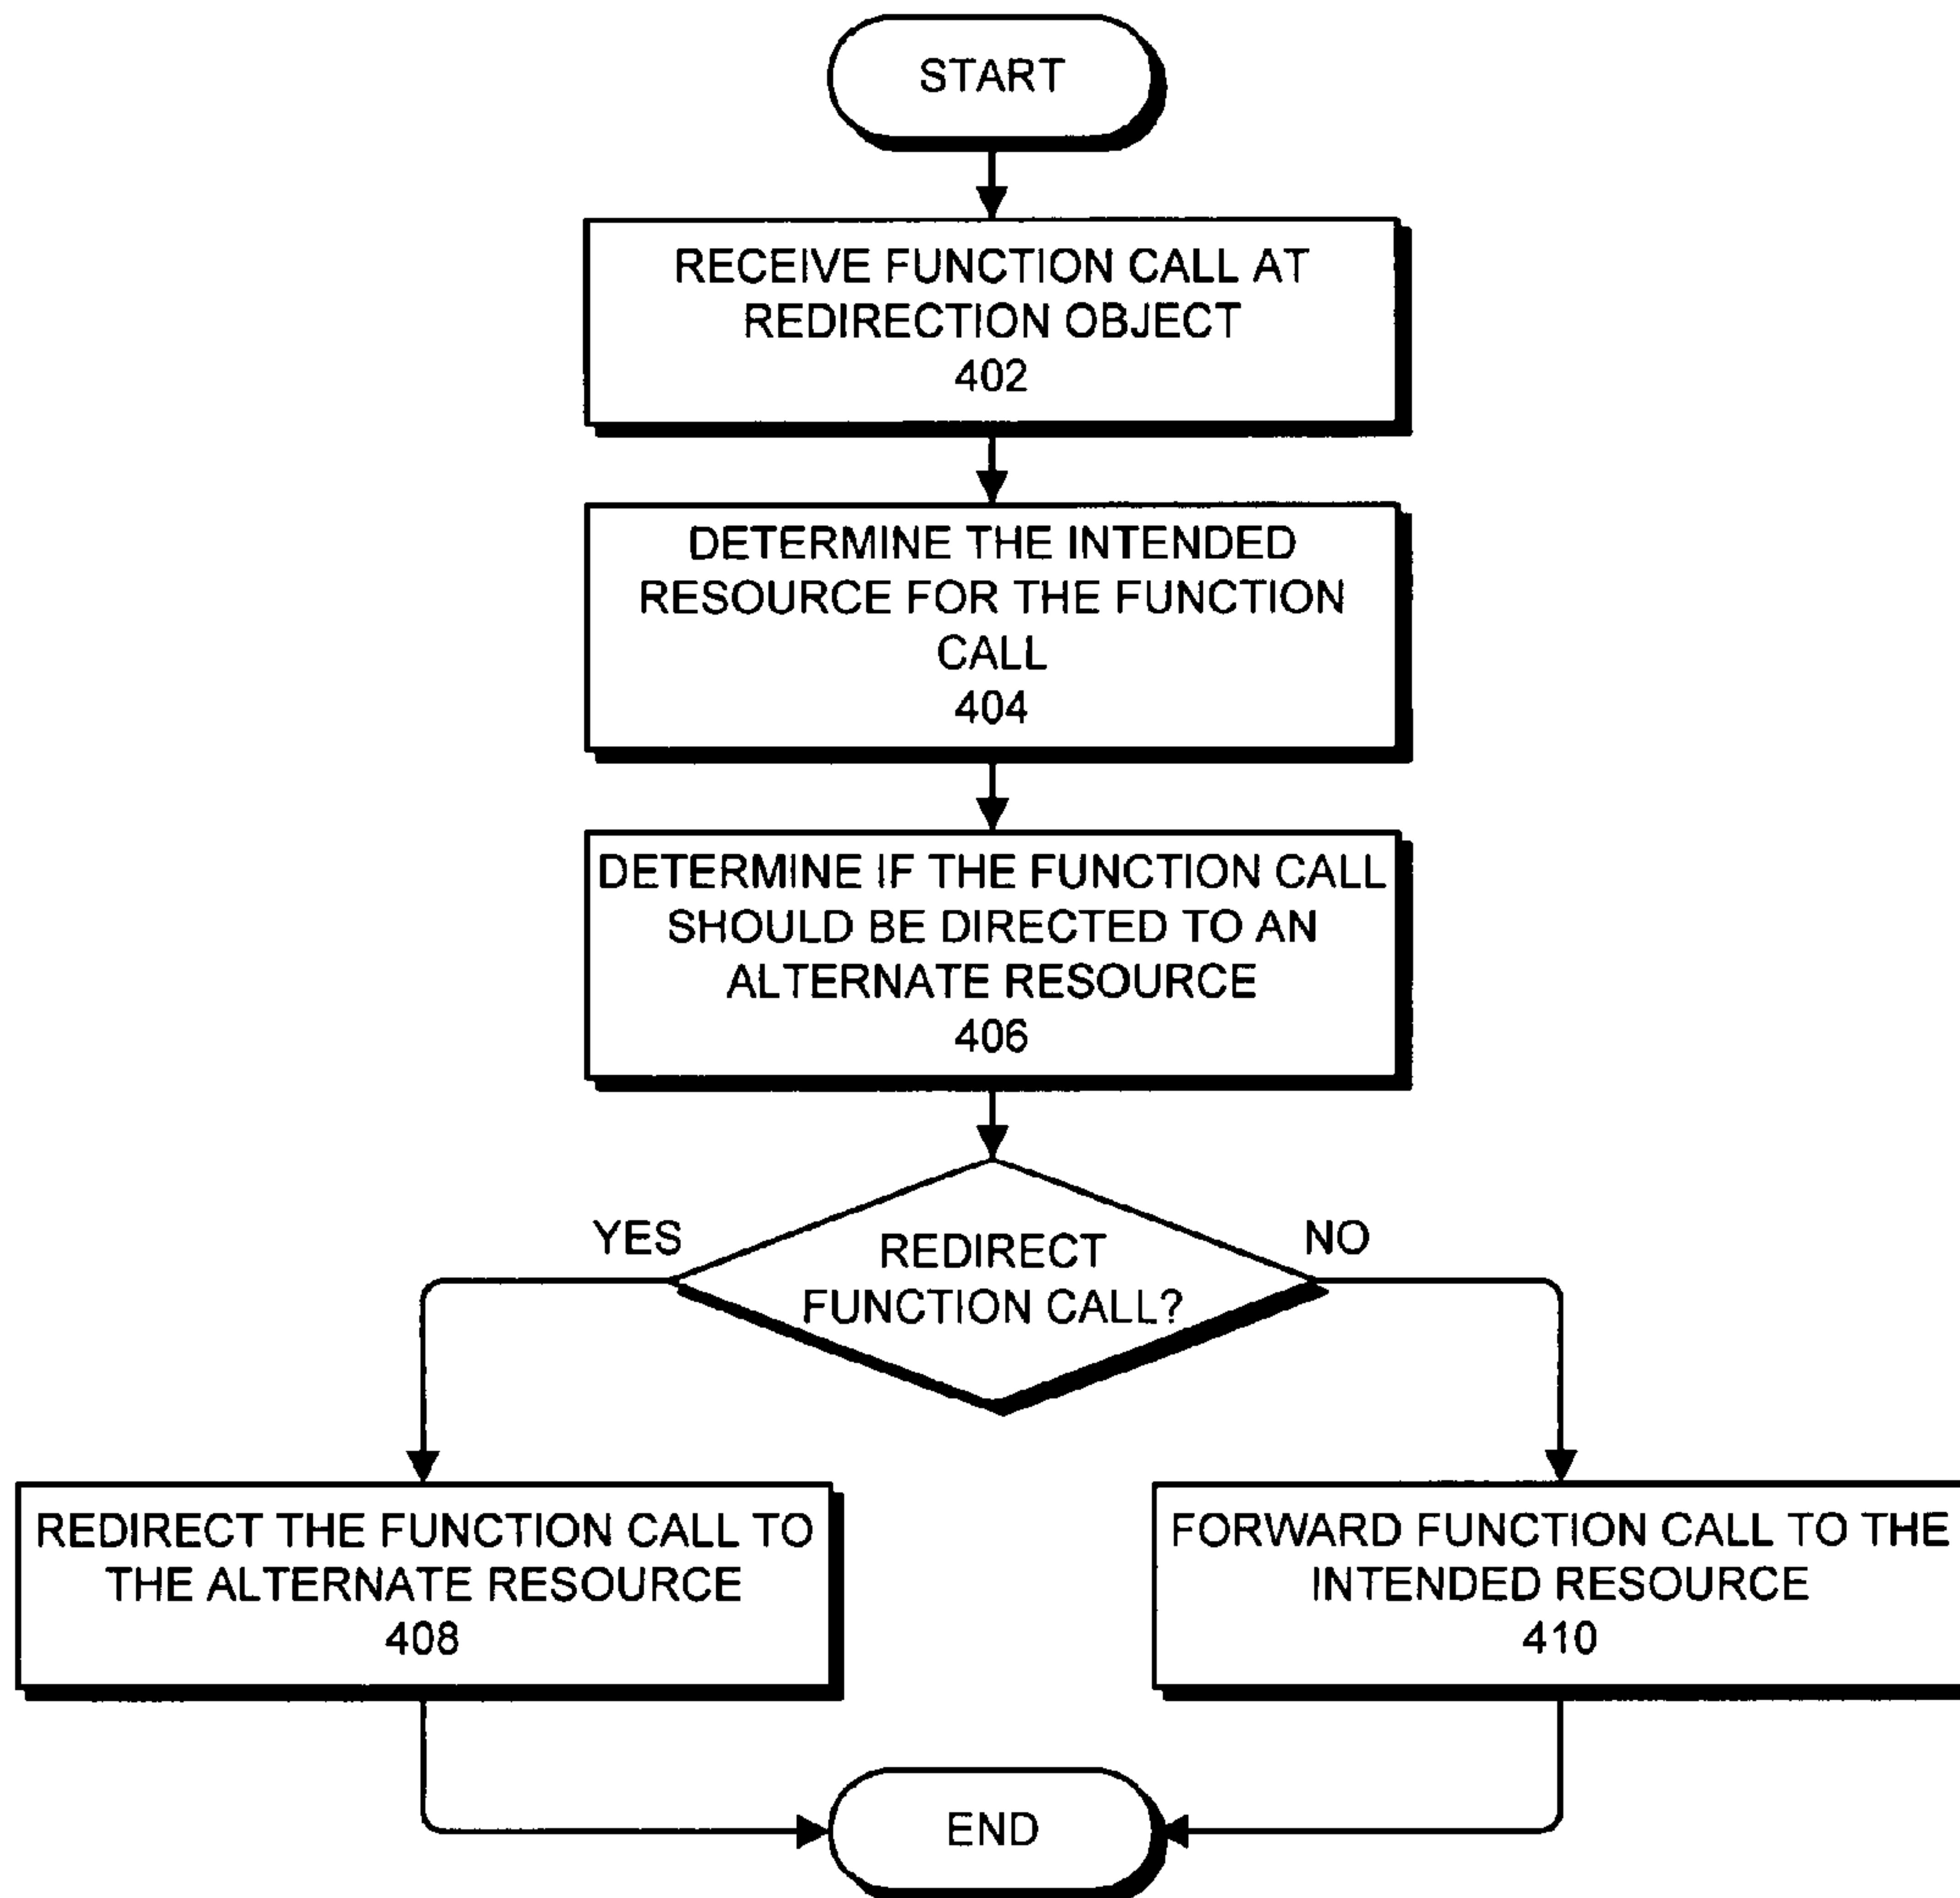 START
RECEIVE FUNCTION CALL AT
REDIRECTION OBJECT
402
DETERMINE THE INTENDED
RESOURCE FOR THE FUNCTION
CALL
404
DETERMINE IF THE FUNCTION CALL
SHOULD BE DIRECTED TO AN
ALTERNATE RESOURCE
406
YES
REDIRECT
FUNCTION CALL?
NO
REDIRECT THE FUNCTION CALL TO
THE ALTERNATE RESOURCE
408
FORWARD FUNCTION CALL TO THE
INTENDED RESOURCE
410
END